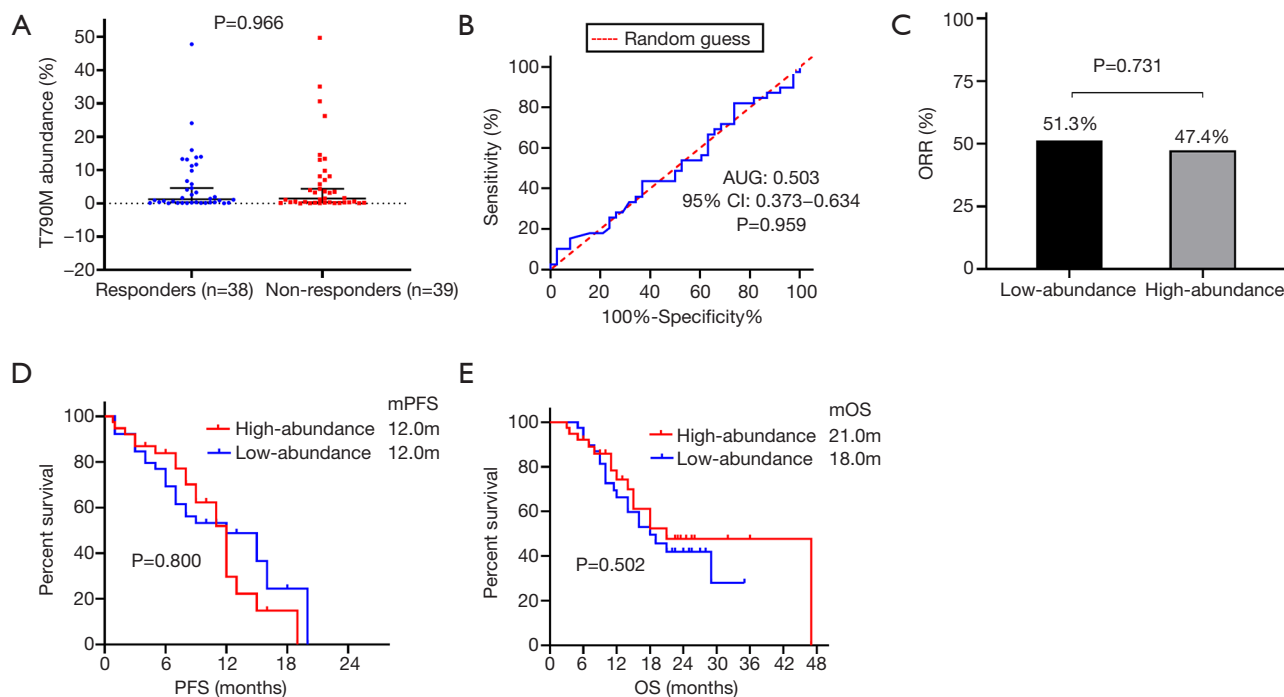 A
P=0.966
T790M abundance (%)
50
40
30
20
10
0
−10
−20
Responders (n=38)
Non-responders (n=39)
B
Random guess
Sensitivity (%)
100
80
60
40
20
0
AUG: 0.503
95% CI: 0.373−0.634
P=0.959
0 20 40 60 80 100
100%-Specificity%
C
ORR (%)
100
75
50
25
0
P=0.731
51.3%
47.4%
Low-abundance
High-abundance
D
mPFS
High-abundance 12.0m
Low-abundance 12.0m
Percent survival
100
80
60
40
20
0
P=0.800
0 6 12 18 24
PFS (months)
E
mOS
High-abundance 21.0m
Low-abundance 18.0m
Percent survival
100
80
60
40
20
0
P=0.502
0 6 12 18 24 30 36 42 48
OS (months)